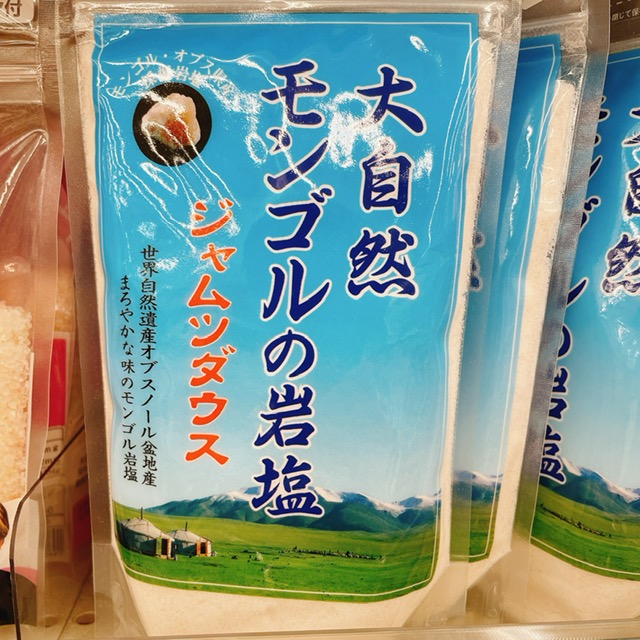 大自然
モンゴルの岩塩
ジャムツダウス
世界自然遺産オブスノール盆地産
まろやかな味のモンゴル岩塩